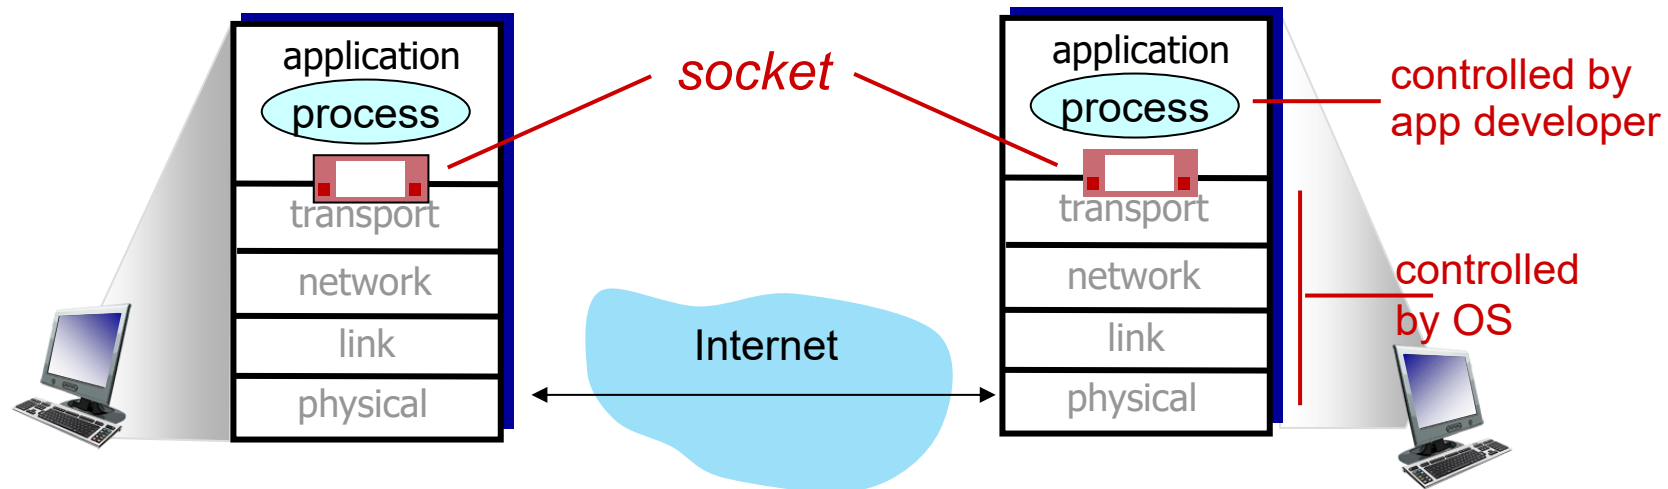 application
process
transport
network
link
physical
socket
Internet
application
process
transport
network
link
physical
controlled by
app developer
controlled
by OS